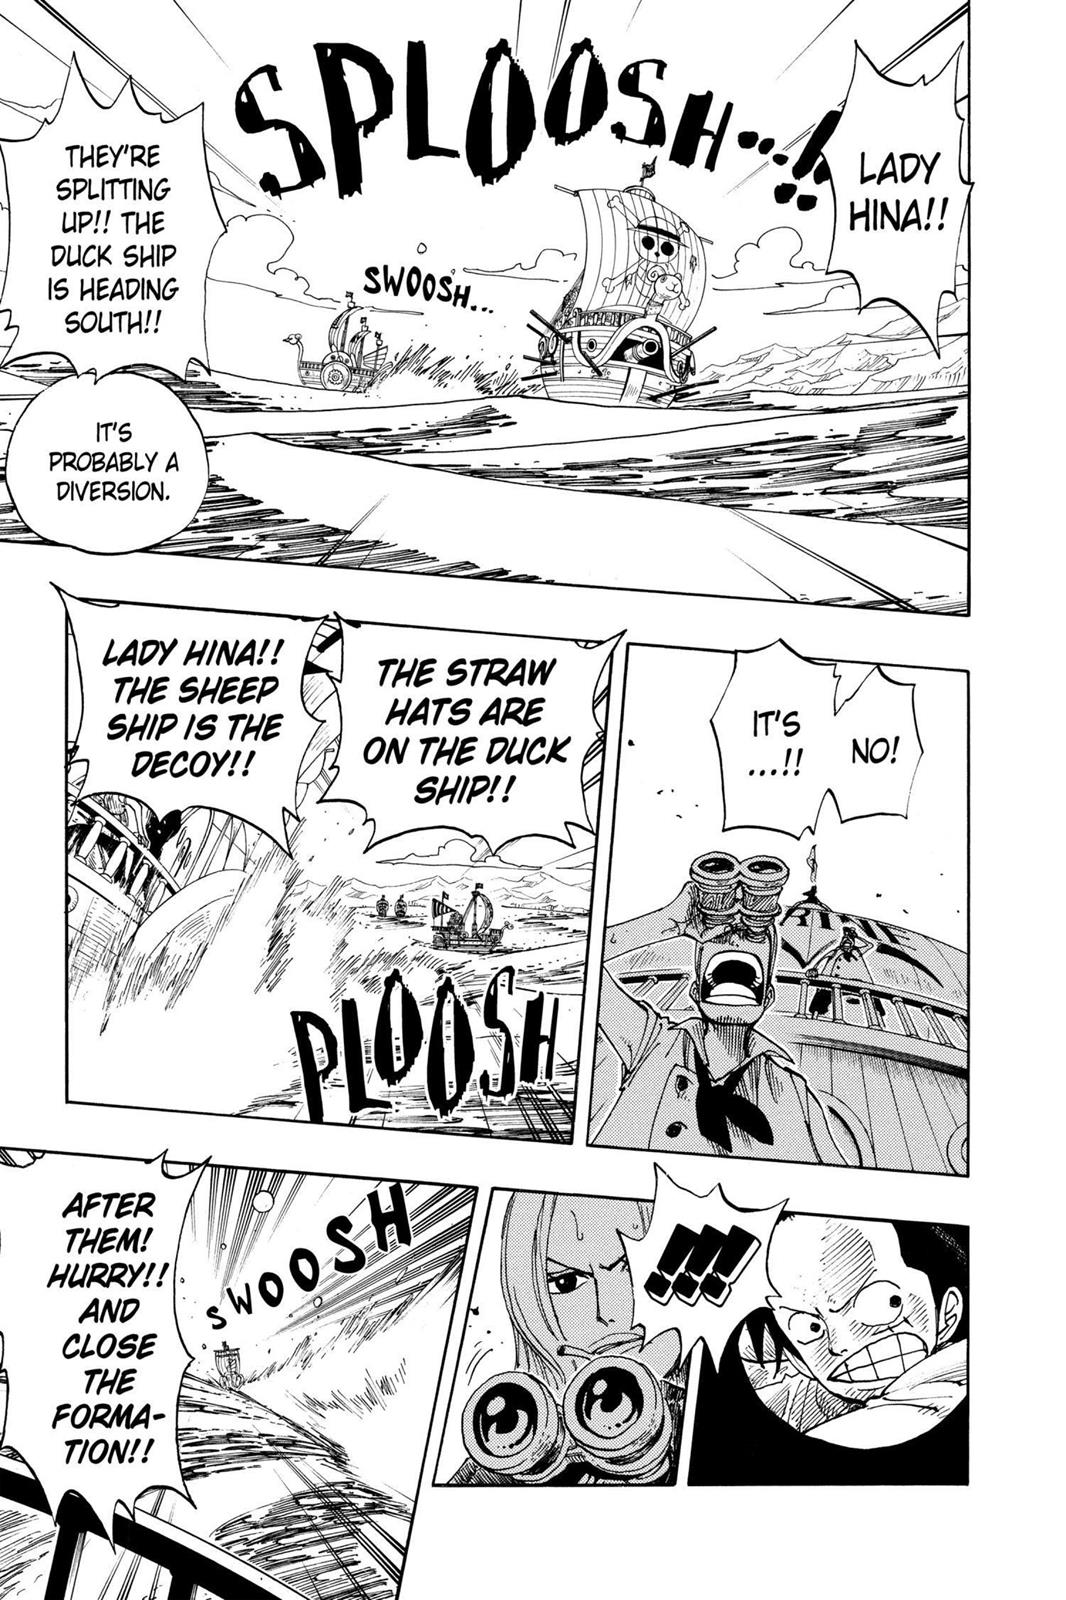 LADY
HINA!!
SPLOOSH...!!
SWOOSH...
THEY'RE
SPLITTING
UP!! THE
DUCK SHIP
IS HEADING
SOUTH!!
IT'S
PROBABLY A
DIVERSION.
NO!
IT'S
...!!
THE STRAW
HATS ARE
ON THE DUCK
SHIP!!
LADY HINA!!
THE SHEEP
SHIP IS THE
DECOY!!
PLOOSH
!!!!
SWOOSH
AFTER
THEM!
HURRY!!
AND
CLOSE
THE
FORMA-
TION!!